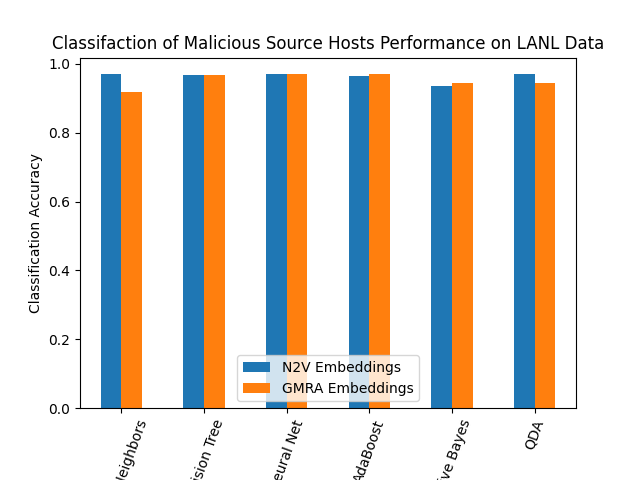 Classifaction of Malicious Source Hosts Performance on LANL Data
Classification Accuracy
1.0
0.8
0.6
0.4
0.2
0.0
N2V Embeddings
GMRA Embeddings
Neighbors
ision Tree
eural Net
AdaBoost
ive Bayes
QDA